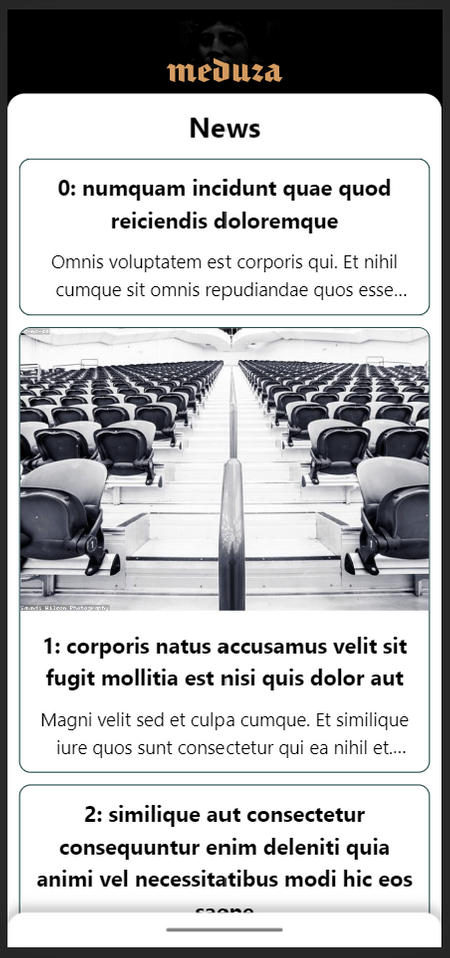 meduza
News
0: numquam incidunt quae quod
reiciendis doloremque
Omnis voluptatem est corporis qui. Et nihil
cumque sit omnis repudiandae quos esse...
Saundi Wilson Photography
1: corporis natus accusamus velit sit
fugit mollitia est nisi quis dolor aut
Magni velit sed et culpa cumque. Et similique
iure quos sunt consectetur qui ea nihil et....
2: similique aut consectetur
consequuntur enim deleniti quia
animi vel necessitatibus modi hic eos
saepe